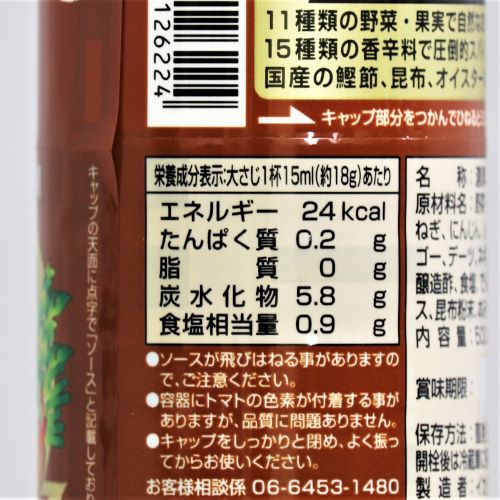 126224
11種類の野菜・果実で自然な
15種類の香辛料で圧倒的ス
国産の鰹節、昆布、オイスター
キャップ部分をつかんでひねると
栄養成分表示:大さじ1杯15ml(約18g)あたり
エネルギー 24kcal
たんぱく質 0.2 g
脂質 0 g
炭水化物 5.8 g
食塩相当量 0.9 g
●ソースが飛びはねる事がありますので、ご注意ください。
●容器にトマトの色素が付着する事がありますが、品質に問題ありません。
●キャップをしっかりと閉め、よく振ってからお使いください。
お客様相談係 06-6453-1480
キャップの天面に点字で「ソース」と記載してお
名称:濃
原材料名:野
ねぎ、にんじん、
ゴー、デーツ、
醸造酢、食塩、
ス、昆布粉末、
内容量:500
賞味期限:
保存方法:直
開栓後は冷蔵
製造者:イカ